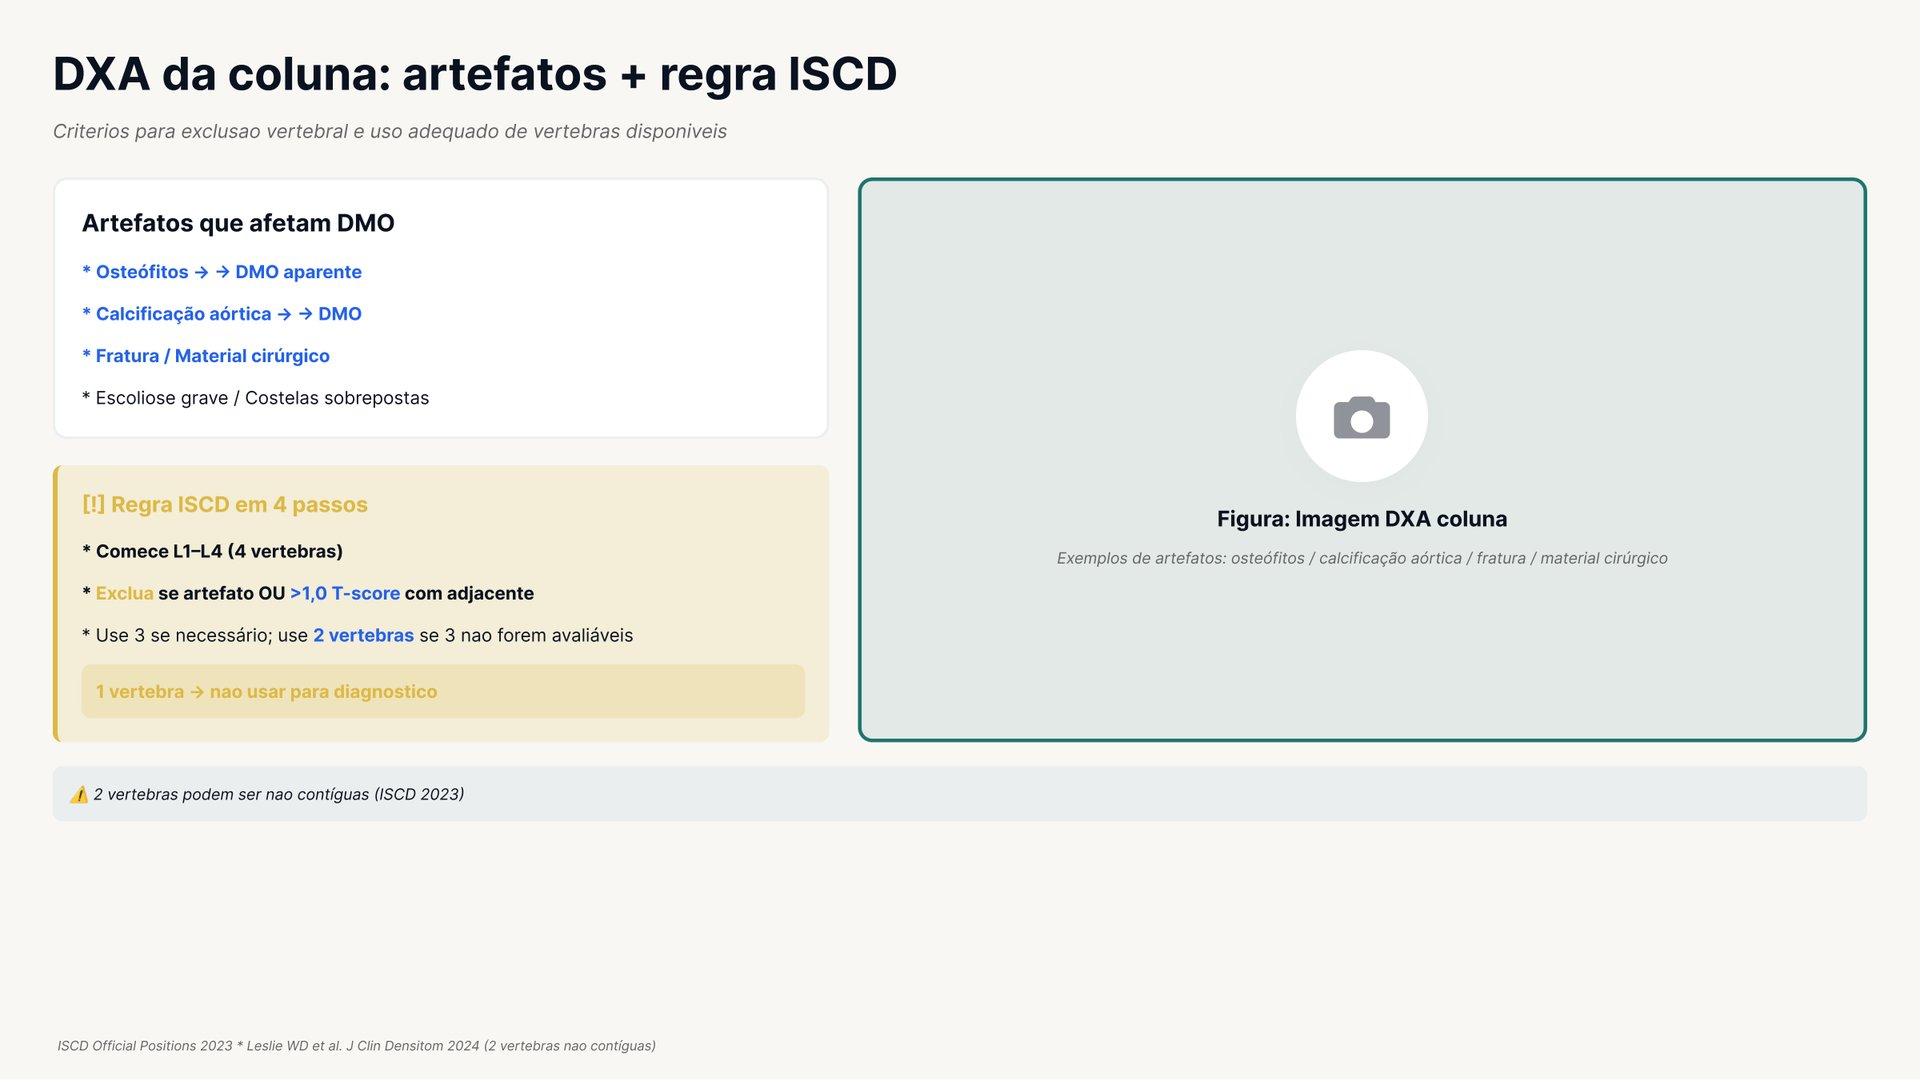 DXA da coluna: artefatos + regra ISCD
Criterios para exclusao vertebral e uso adequado de vertebras disponiveis
Artefatos que afetam DMO
* Osteófitos → → DMO aparente
* Calcificação aórtica → → DMO
* Fratura / Material cirúrgico
* Escoliose grave / Costelas sobrepostas
[!] Regra ISCD em 4 passos
* Comece L1–L4 (4 vertebras)
* Exclua se artefato OU >1,0 T-score com adjacente
* Use 3 se necessário; use 2 vertebras se 3 nao forem avaliáveis
1 vertebra → nao usar para diagnostico
Figura: Imagem DXA coluna
Exemplos de artefatos: osteófitos / calcificação aórtica / fratura / material cirúrgico
⚠️ 2 vertebras podem ser nao contíguas (ISCD 2023)
ISCD Official Positions 2023 * Leslie WD et al. J Clin Densitom 2024 (2 vertebras nao contíguas)